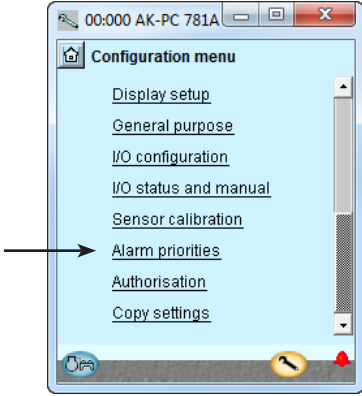 00:000 AK-PC 781A
Configuration menu
Display setup
General purpose
I/O configuration
I/O status and manual
Sensor calibration
Alarm priorities
Authorisation
Copy settings